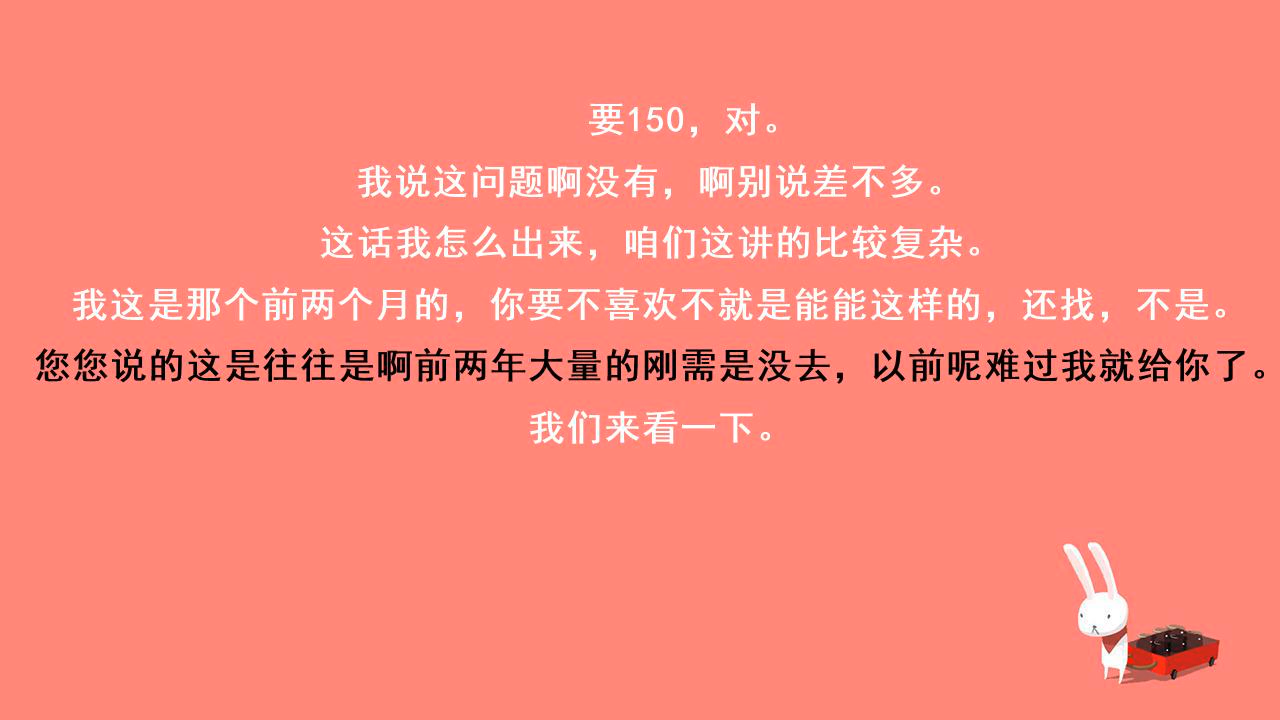 要150，对。
我说这问题啊没有，啊别说差不多。
这话我怎么出来，咱们这讲的比较复杂。
我这是那个前两个月的，你要不喜欢不就是能能这样的，还找，不是。
您您说的这是往往是啊前两年大量的刚需是没去，以前呢难过我就给你了。
我们来看一下。